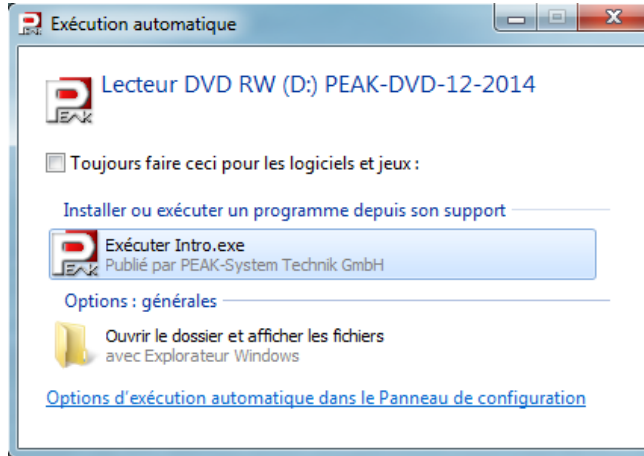 Exécution automatique
Lecteur DVD RW (D:) PEAK-DVD-12-2014
PEAK
Toujours faire ceci pour les logiciels et jeux :
Installer ou exécuter un programme depuis son support
Exécuter Intro.exe
PEAK
Publié par PEAK-System Technik GmbH
Options : générales
Ouvrir le dossier et afficher les fichiers
avec Explorateur Windows
Options d'exécution automatique dans le Panneau de configuration